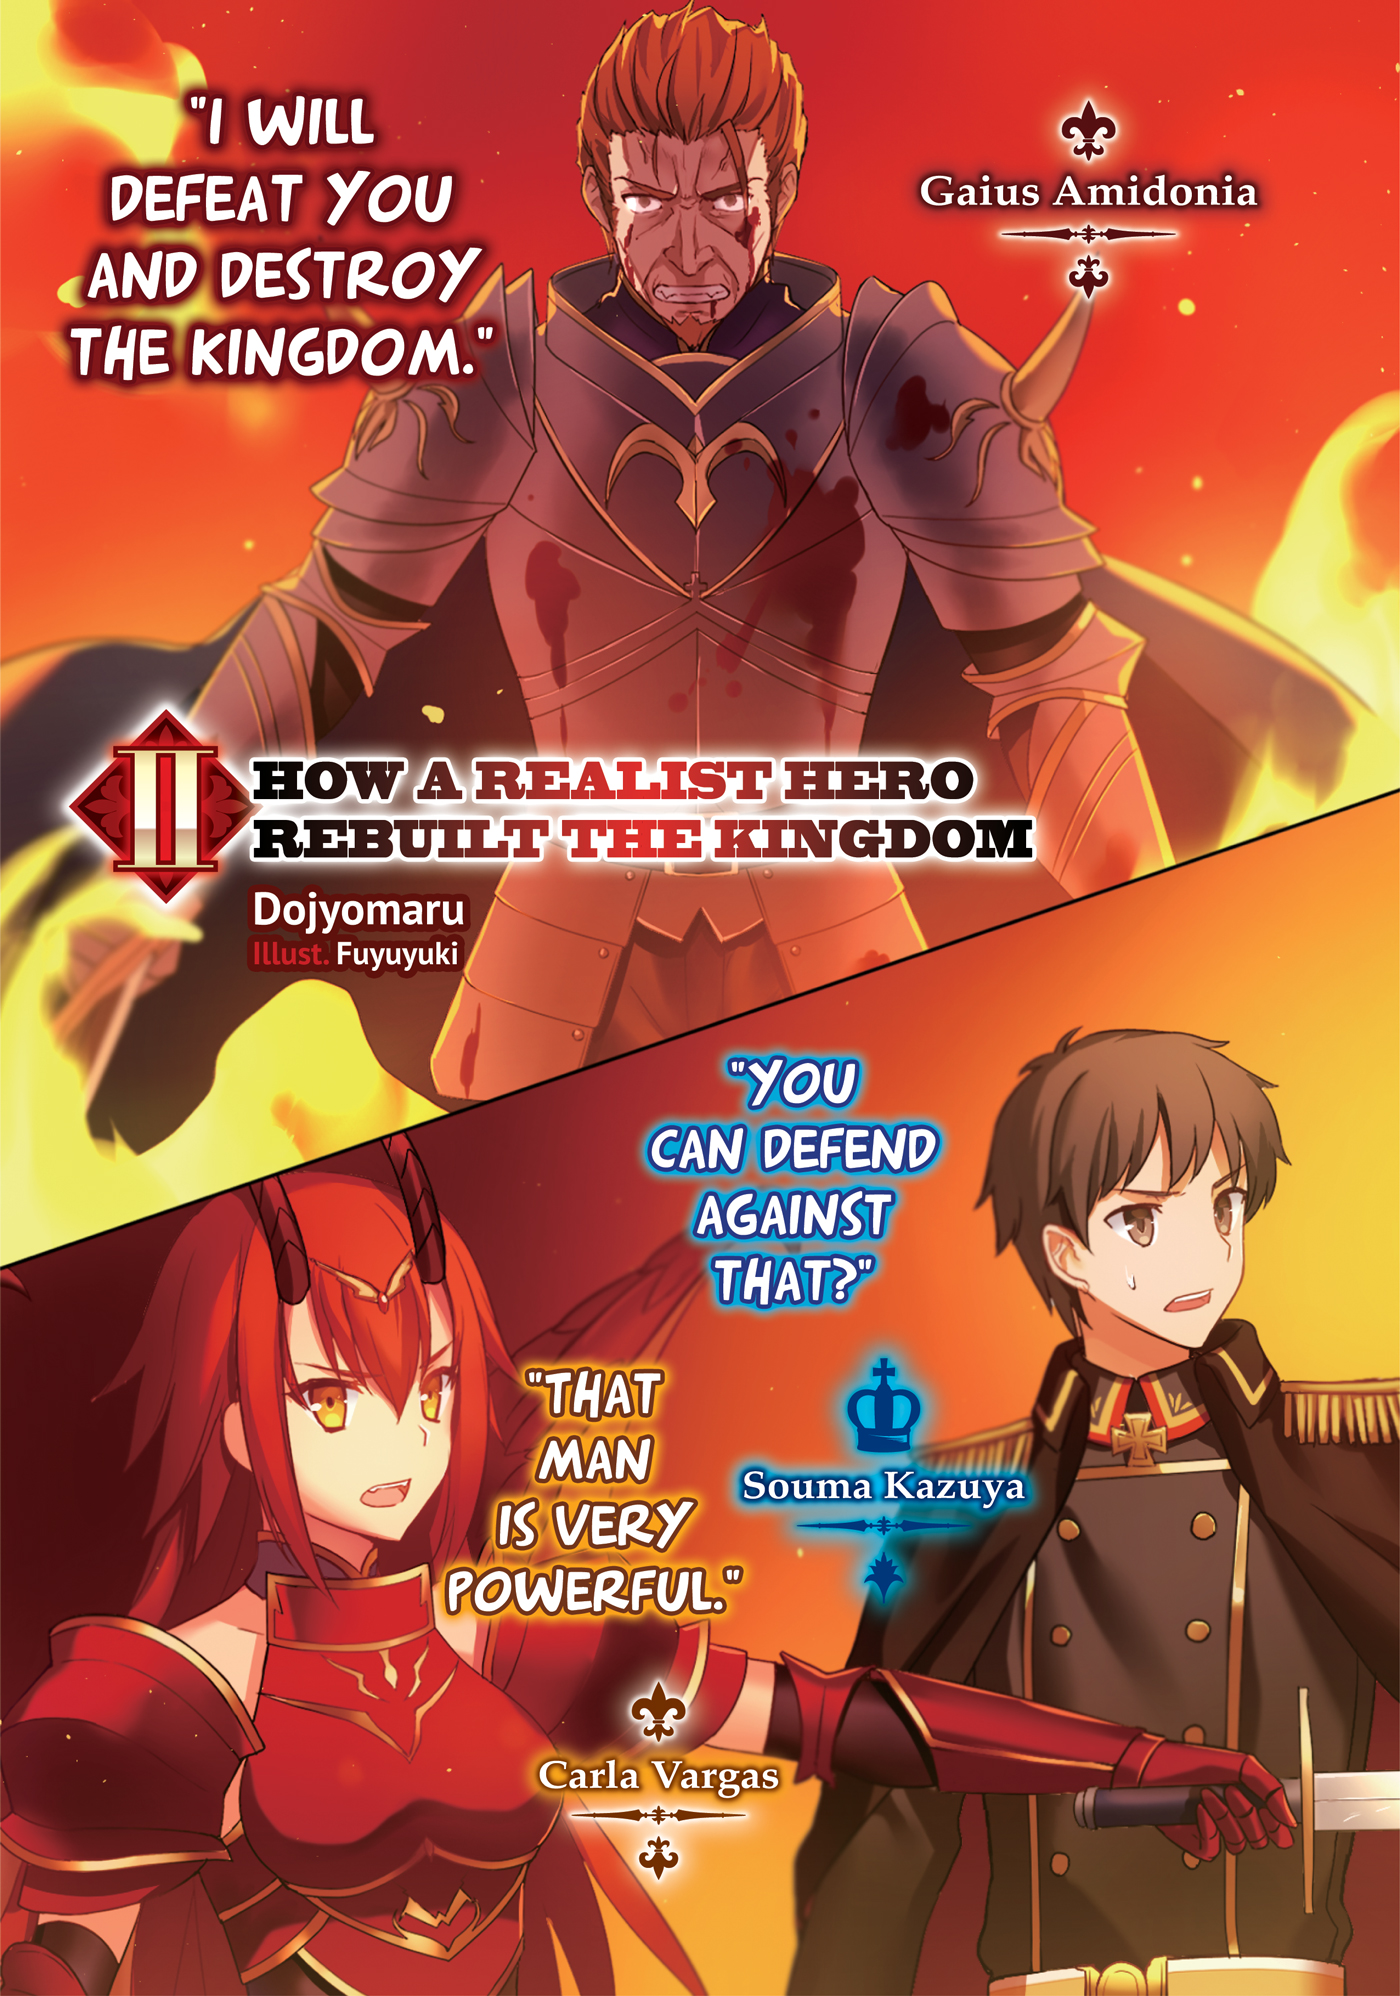 "I WILL
DEFEAT YOU
AND DESTROY
THE KINGDOM."
Gaius Amidonia
II
HOW A REALIST HERO
REBUILT THE KINGDOM
Dojyomaru
Illust. Fuyuyuki
"YOU
CAN DEFEND
AGAINST
THAT?"
Souma Kazuya
"THAT
MAN
IS VERY
POWERFUL."
Carla Vargas